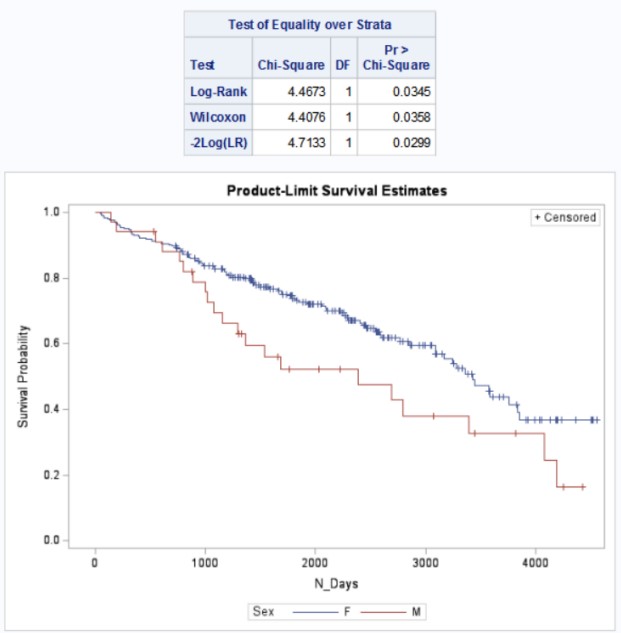 Test of Equality over Strata
Test Chi-Square DF Pr > Chi-Square
Log-Rank 4.4673 1 0.0345
Wilcoxon 4.4076 1 0.0358
-2Log(LR) 4.7133 1 0.0299
Product-Limit Survival Estimates
+ Censored
1.0
0.8
0.6
0.4
0.2
0.0
Survival Probability
0 1000 2000 3000 4000
N_Days
Sex F M